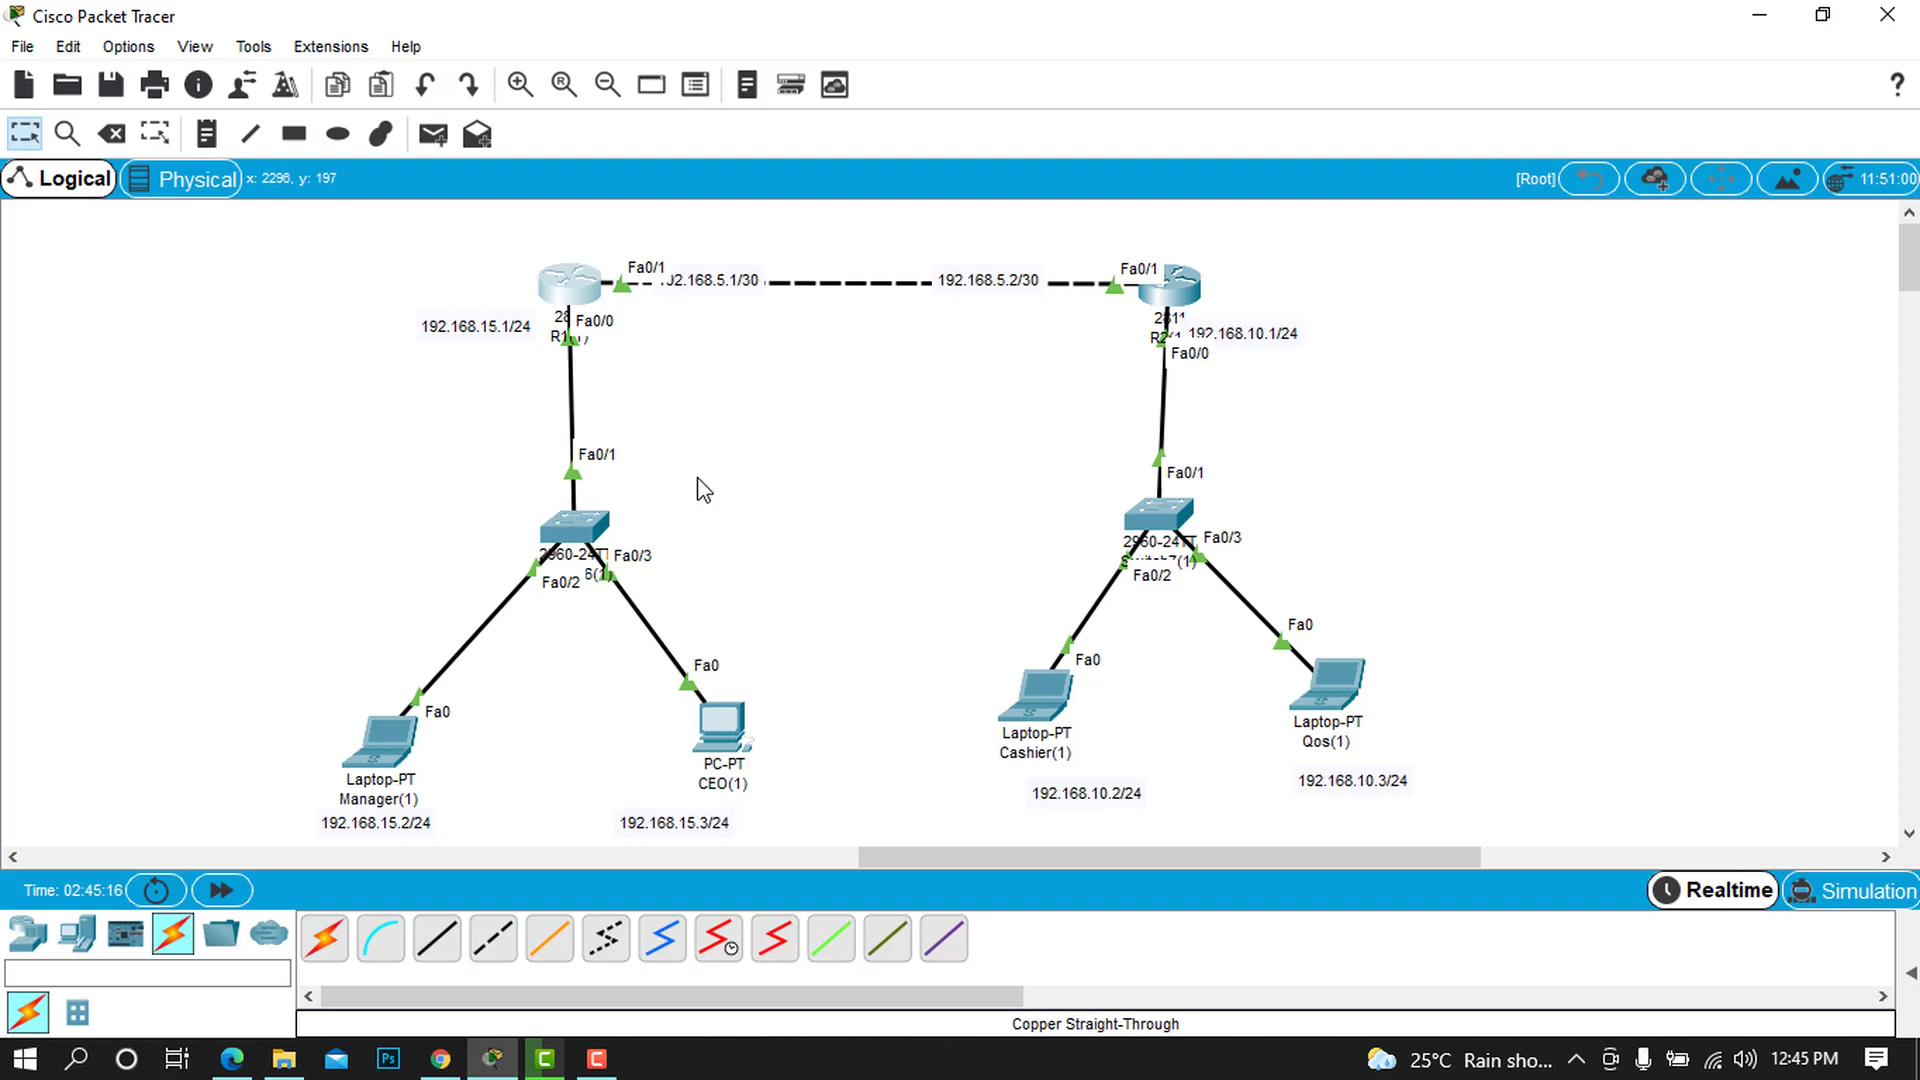 Cisco Packet Tracer
File Edit Options View Tools Extensions Help
Logical
Physical
x: 2296, y: 197
[Root]
11:51:00
Fa0/1
192.168.5.2/30
Fa0/1
192.168.15.1/24
Fa0/0
192.168.10.1/24
Fa0/0
Fa0/1
Fa0/1
Fa0/3
Fa0/2
Fa0/3
Fa0/2
Fa0
Fa0
Fa0
Fa0
Laptop-PT
Manager(1)
192.168.15.2/24
PC-PT
CEO(1)
192.168.15.3/24
Laptop-PT
Cashier(1)
192.168.10.2/24
Laptop-PT
Qos(1)
192.168.10.3/24
Time: 02:45:16
Realtime
Simulation
Copper Straight-Through
Ps
25°C Rain sho...
12:45 PM